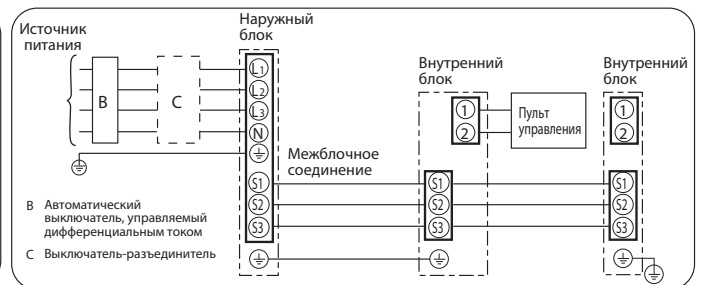 Источник
питания
Наружный
блок
Внутренний
блок
Внутренний
блок
B
C
L1
L2
L3
N
S1
S2
S3
Межблочное
соединение
1
2
Пульт
управления
S1
S2
S3
1
2
S1
S2
S3
B Автоматический
выключатель, управляемый
дифференциальным током
C Выключатель-разъединитель